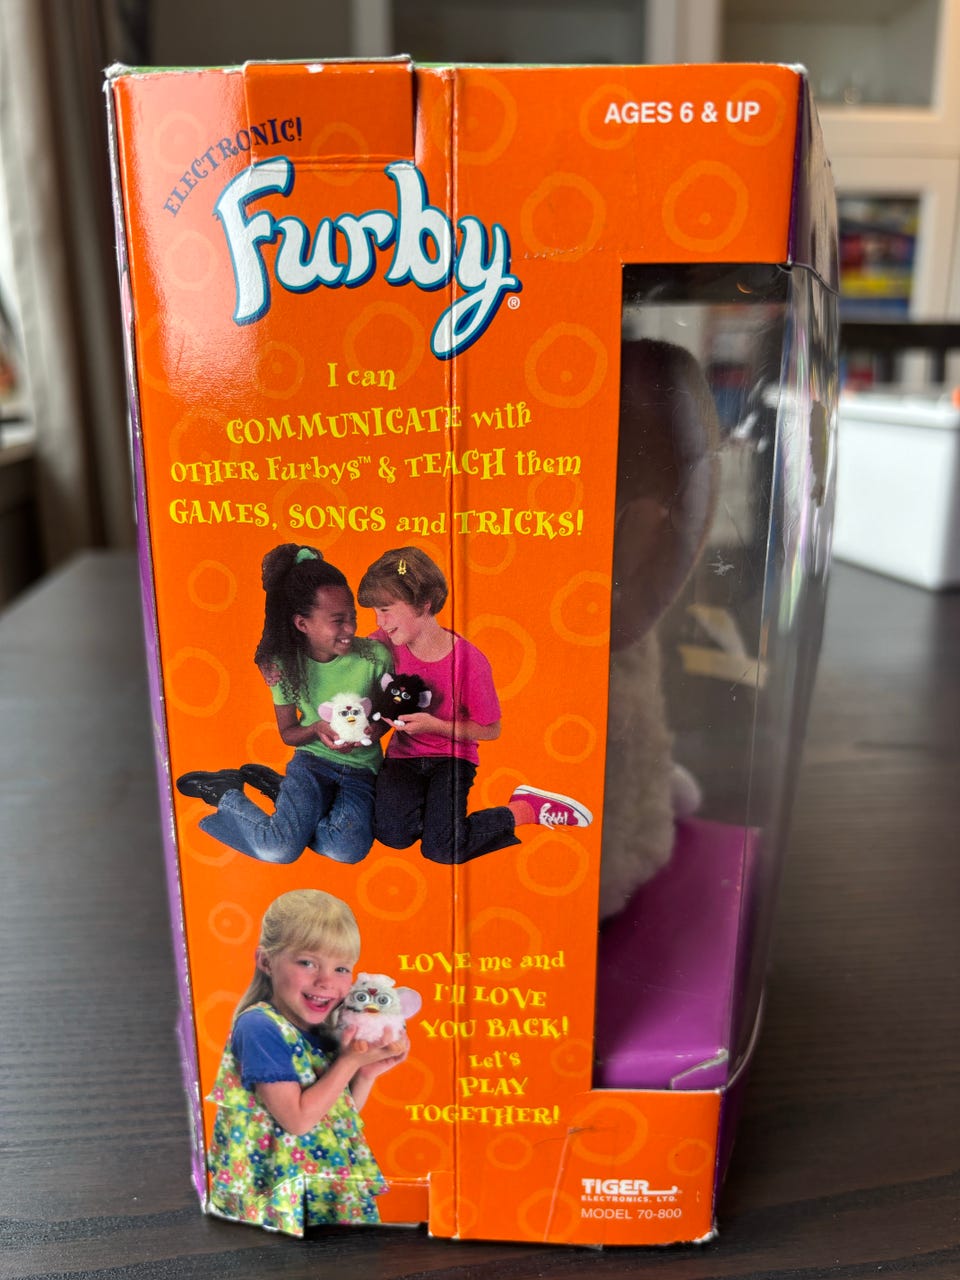 AGES 6 & UP
ELECTRONIC!
Furby®
I can
COMMUNICATE with
OTHER Furbys™ & TEACH them
GAMES, SONGS and TRICKS!
LOVE me and
I'll LOVE
YOU BACK!
Let's
PLAY
TOGETHER!
TIGER
ELECTRONICS, LTD.
MODEL 70-800